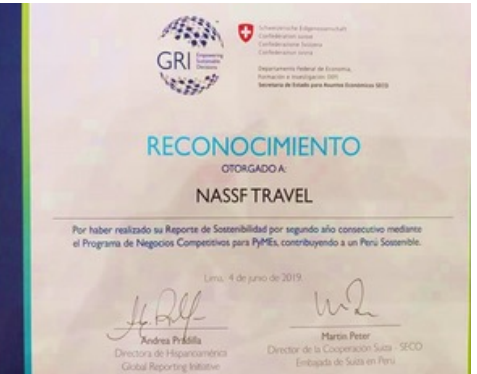 GRI
Empowering
Sustainable
Decisions
Schweizerische Eidgenossenschaft
Confédération suisse
Confederazione Svizzera
Confederaziun svizra
Departamento Federal de Economía,
Formación e Investigación DEFI
Secretaría de Estado para Asuntos Económicos SECO
RECONOCIMIENTO
OTORGADO A:
NASSF TRAVEL
Por haber realizado su Reporte de Sostenibilidad por segundo año consecutivo mediante
el Programa de Negocios Competitivos para PyMEs, contribuyendo a un Perú Sostenible.
Lima, 4 de junio de 2019.
Andrea Pradilla
Directora de Hispanoamérica
Global Reporting Initiative
Martin Peter
Director de la Cooperación Suiza - SECO
Embajada de Suiza en Perú